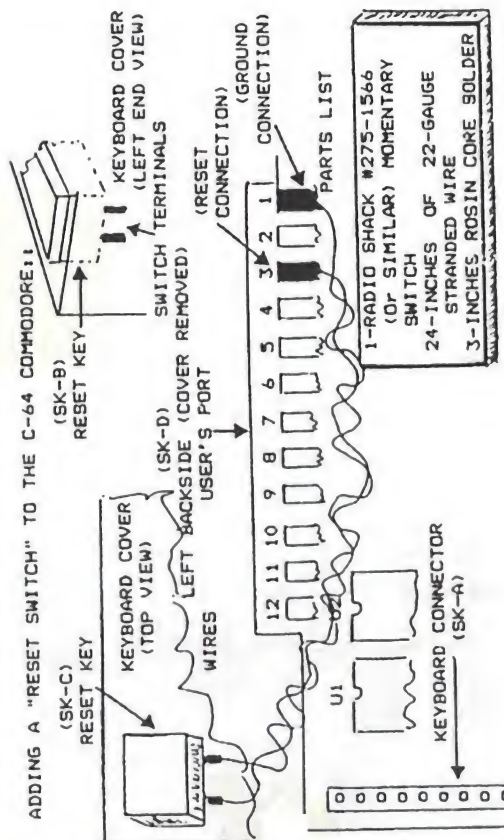 ADDING A "RESET SWITCH" TO THE C-64 COMMODORE::
(SK-B)
RESET KEY
KEYBOARD COVER
(LEFT END VIEW)
SWITCH TERMINALS
(SK-C)
RESET KEY
KEYBOARD COVER
(TOP VIEW)
WIRES
(SK-D)
LEFT BACKSIDE (COVER REMOVED)
USER'S PORT
(RESET
CONNECTION)
(GROUND
CONNECTION)
12 11 10 9 8 7 6 5 4 3 2 1
U1
U2
KEYBOARD CONNECTOR
(SK-A)
PARTS LIST
1-RADIO SHACK #275-1566
(Or SIMILAR) MOMENTARY
SWITCH
24-INCHES OF 22-GAUGE
STRANDED WIRE
3-INCHES ROSIN CORE SOLDER